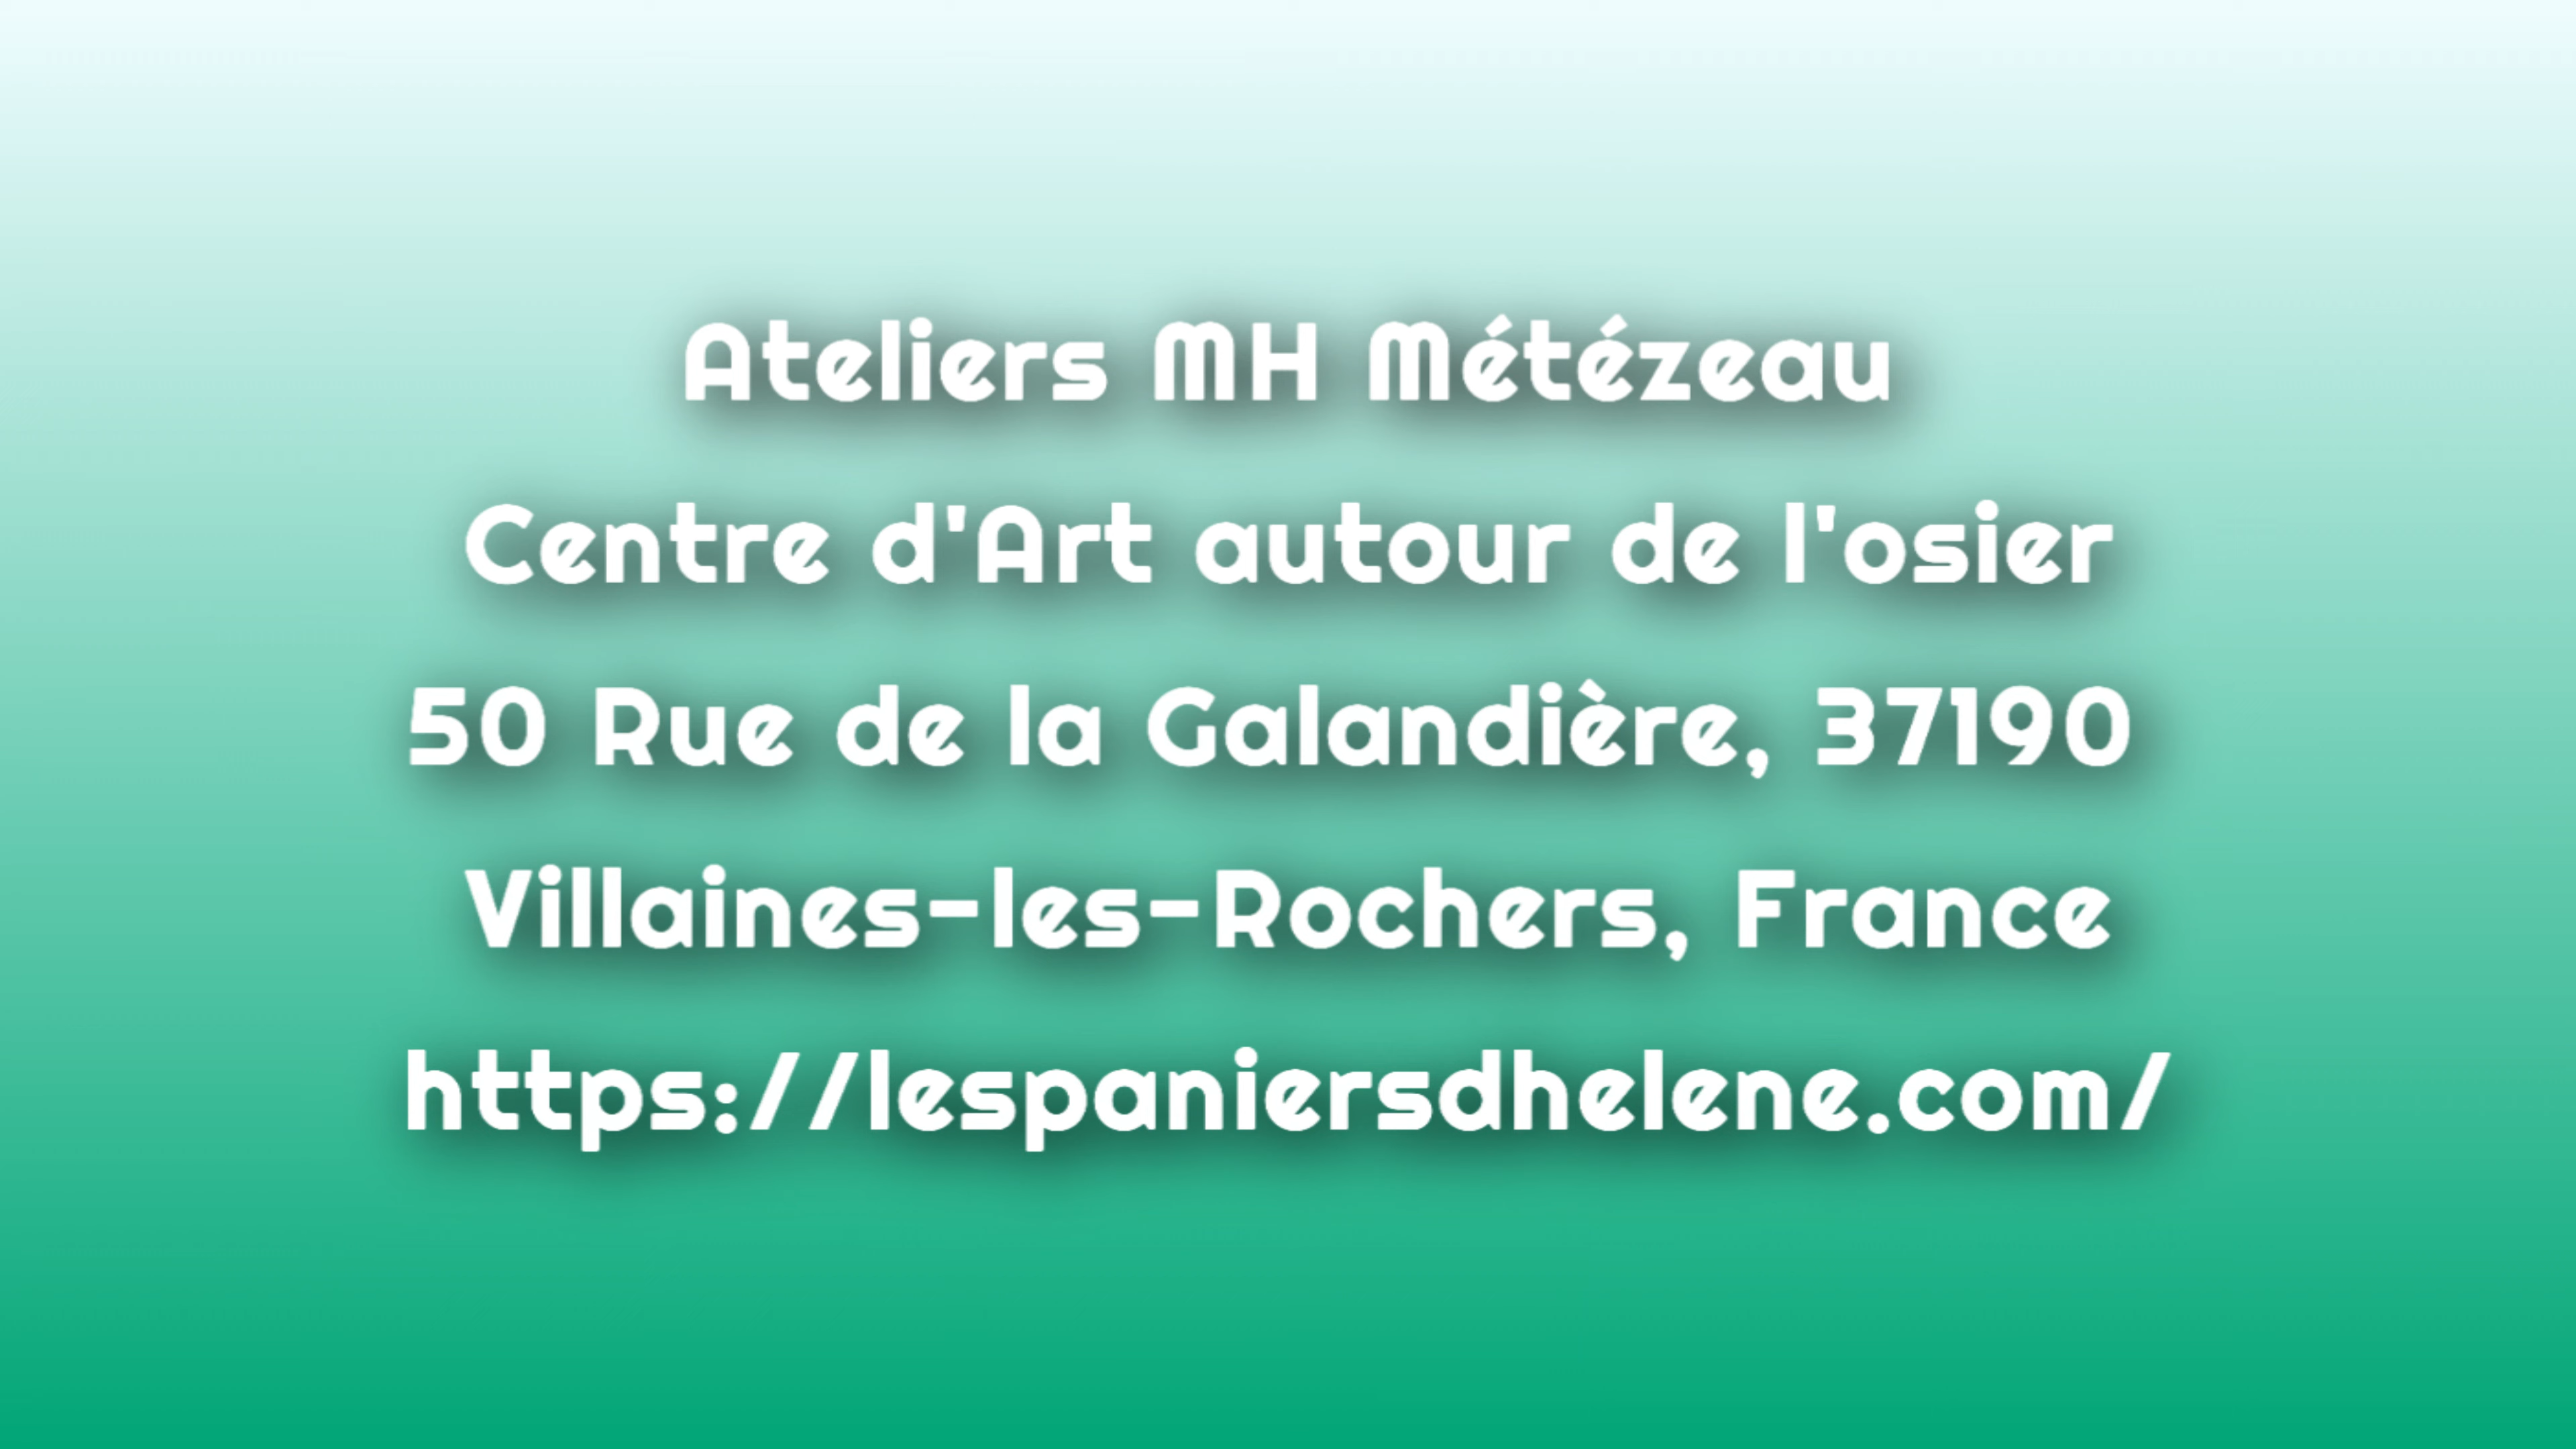 Ateliers MH Métézeau
Centre d'Art autour de l'osier
50 Rue de la Galandière, 37190
Villaines-les-Rochers, France
https://lespaniersdhelene.com/